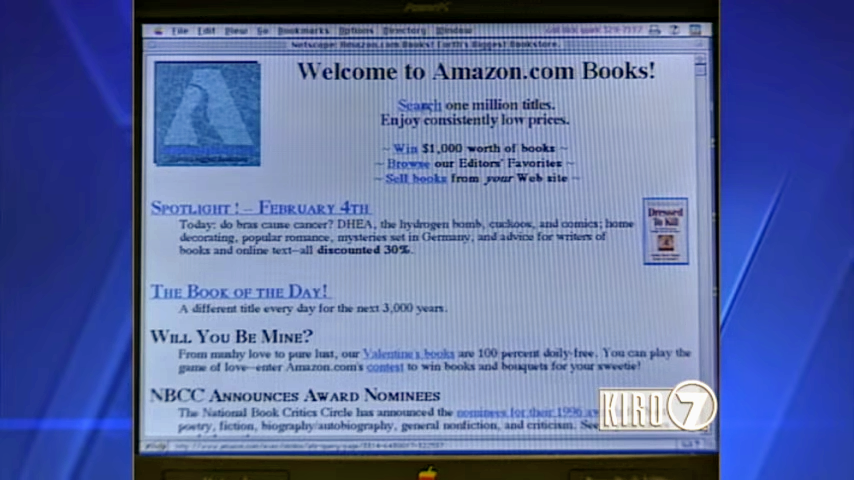 PowerPC
File Edit View Go Bookmarks Options Directory Window
Netscape: Amazon.com Books! Earth's Biggest Bookstore.
Welcome to Amazon.com Books!
Search one million titles.
Enjoy consistently low prices.
~ Win $1,000 worth of books ~
~ Browse our Editors' Favorites ~
~ Sell books from your Web site ~
SPOTLIGHT! – FEBRUARY 4TH
Today: do bras cause cancer? DHEA, the hydrogen bomb, cuckoos, and comics; home
decorating, popular romance, mysteries set in Germany, and advice for writers of
books and online text--all discounted 30%.
Dressed
To Kill
THE BOOK OF THE DAY!
A different title every day for the next 3,000 years.
WILL YOU BE MINE?
From mushy love to pure lust, our Valentine's books are 100 percent doily-free. You can play the
game of love--enter Amazon.com's contest to win books and bouquets for your sweetie!
NBCC ANNOUNCES AWARD NOMINEES
The National Book Critics Circle has announced the nominees for their 1996
poetry, fiction, biography/autobiography, general nonfiction, and criticism.
KIRO 7